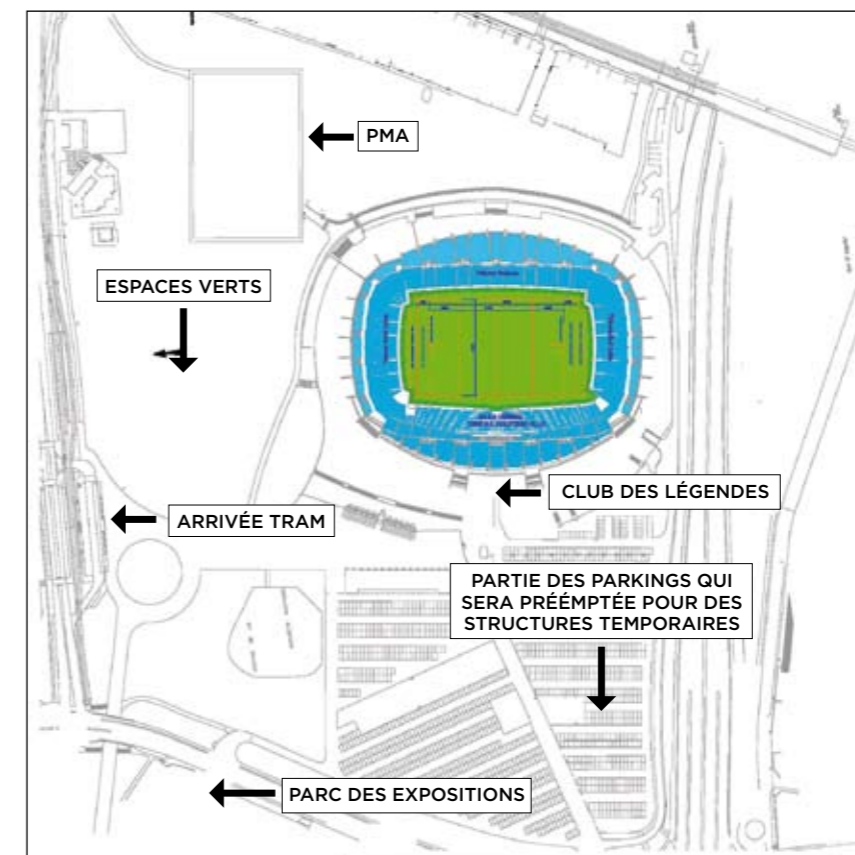 PMA
ESPACES VERTS
CLUB DES LÉGENDES
ARRIVÉE TRAM
PARTIE DES PARKINGS QUI
SERA PRÉÉMPTÉE POUR DES
STRUCTURES TEMPORAIRES
PARC DES EXPOSITIONS